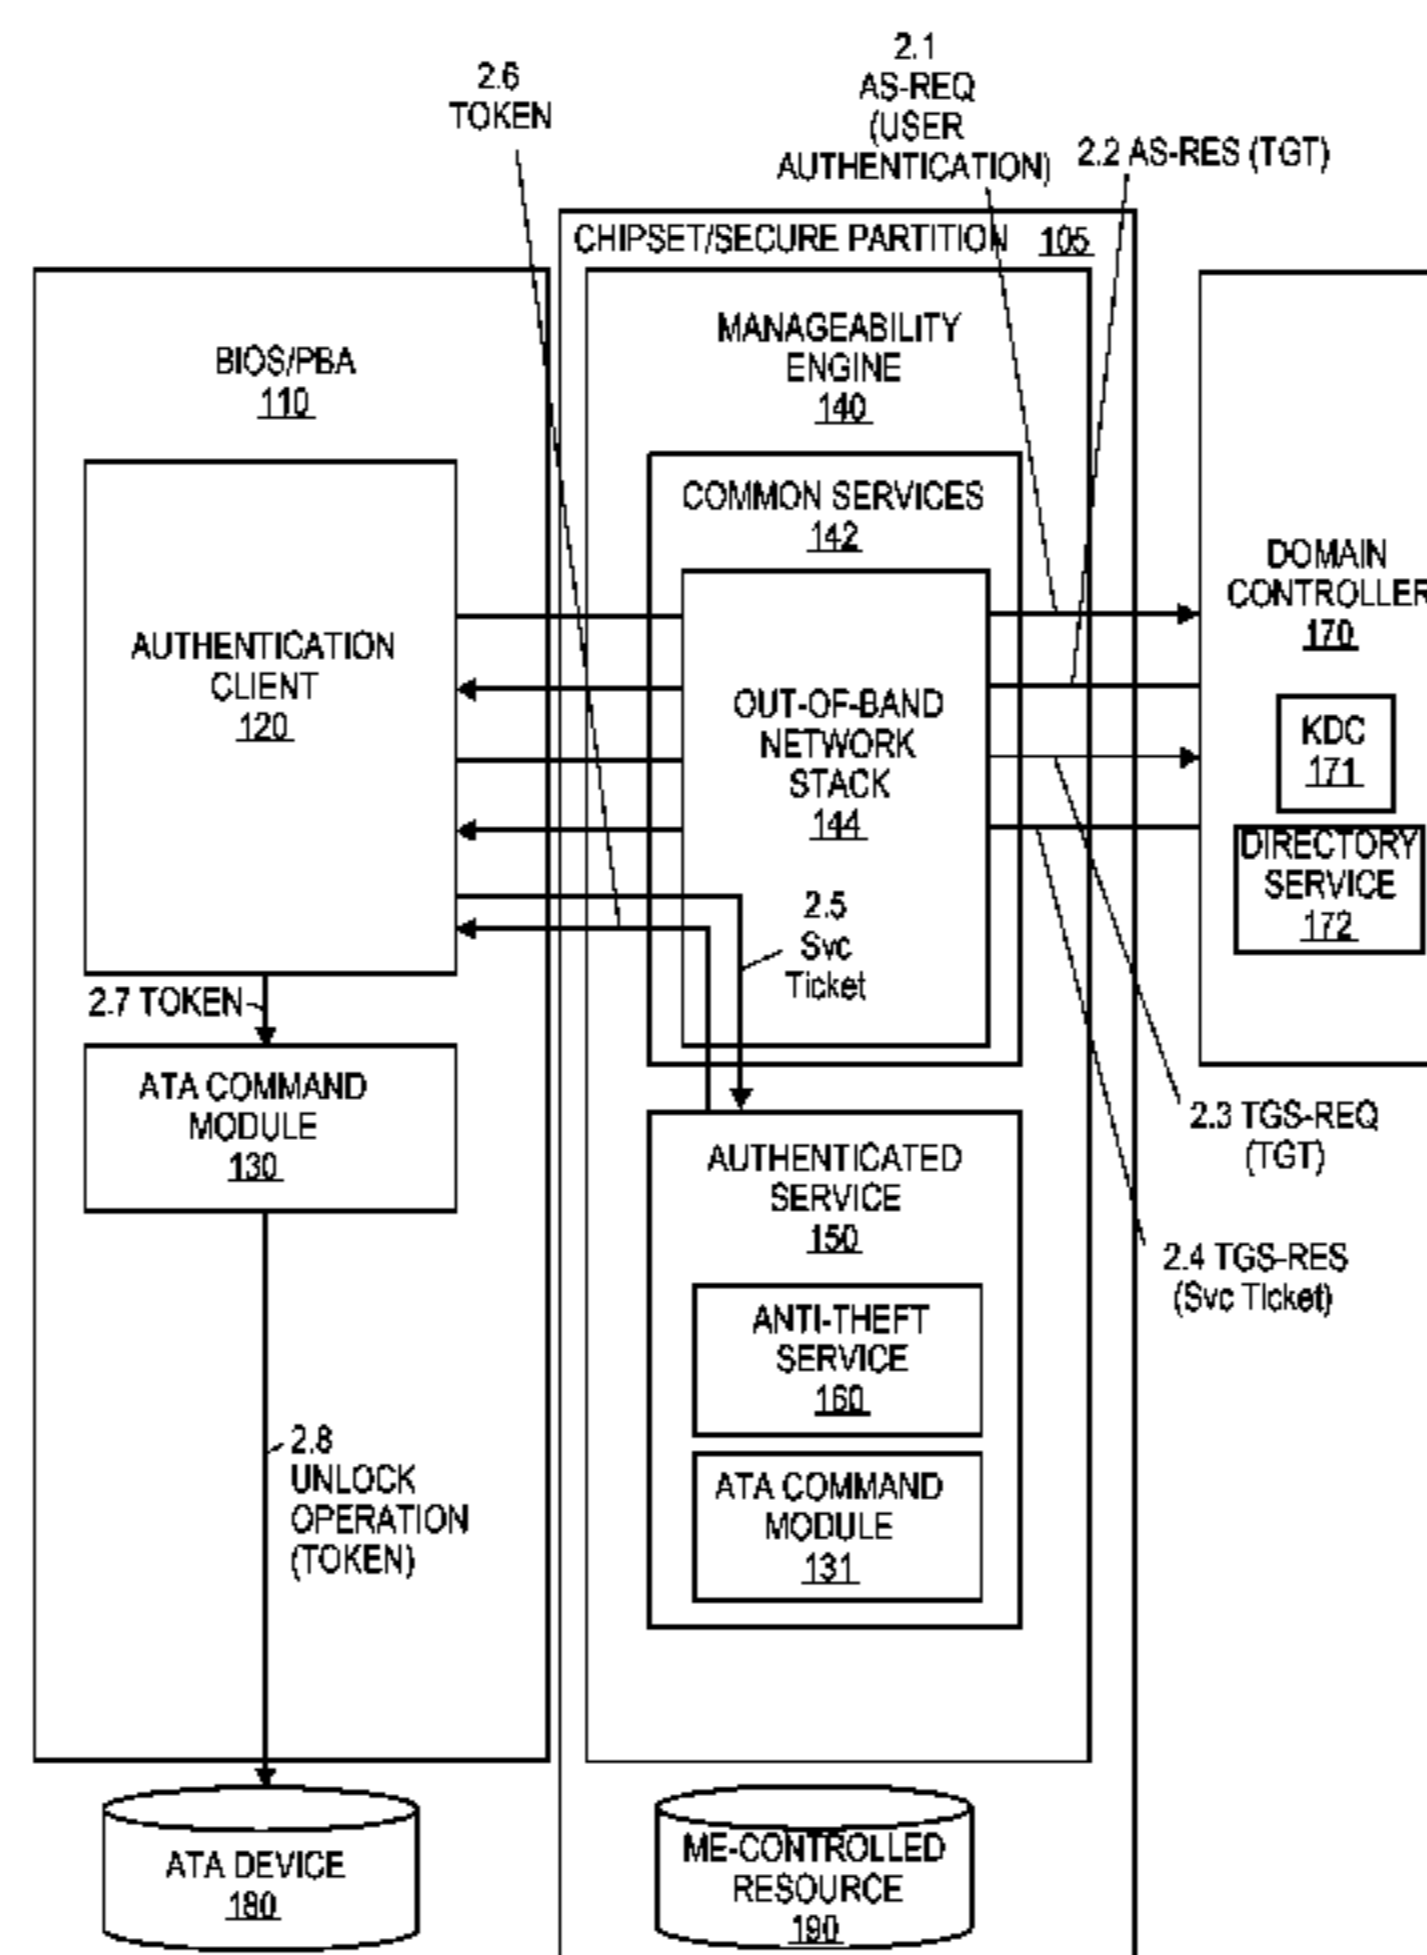 2.1
AS-REQ
(USER
AUTHENTICATION)
2.6
TOKEN
2.2 AS-RES (TGT)
CHIPSET/SECURE PARTITION 105
BIOS/PBA
110
MANAGEABILITY
ENGINE
140
COMMON SERVICES
142
AUTHENTICATION
CLIENT
120
OUT-OF-BAND
NETWORK
STACK
144
DOMAIN
CONTROLLER
170
KDC
171
DIRECTORY
SERVICE
172
2.5
Svc
Ticket
2.7 TOKEN
ATA COMMAND
MODULE
130
2.3 TGS-REQ
(TGT)
AUTHENTICATED
SERVICE
150
2.4 TGS-RES
(Svc Ticket)
ANTI-THEFT
SERVICE
160
2.8
UNLOCK
OPERATION
(TOKEN)
ATA COMMAND
MODULE
131
ATA DEVICE
180
ME-CONTROLLED
RESOURCE
190